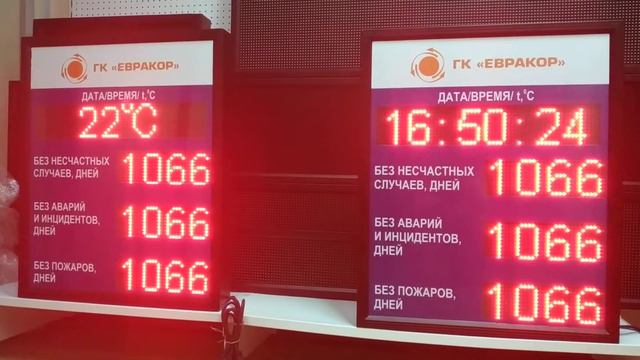 ГК «ЕВРАКОР»
ДАТА/ВРЕМЯ/ t,°C
22°C
БЕЗ НЕСЧАСТНЫХ
СЛУЧАЕВ, ДНЕЙ
1066
БЕЗ АВАРИЙ
И ИНЦИДЕНТОВ,
ДНЕЙ
1066
БЕЗ ПОЖАРОВ,
ДНЕЙ
1066
ГК «ЕВРАКОР»
ДАТА/ВРЕМЯ/ t,°C
16:50:24
БЕЗ НЕСЧАСТНЫХ
СЛУЧАЕВ, ДНЕЙ
1066
БЕЗ АВАРИЙ
И ИНЦИДЕНТОВ,
ДНЕЙ
1066
БЕЗ ПОЖАРОВ,
ДНЕЙ
1066